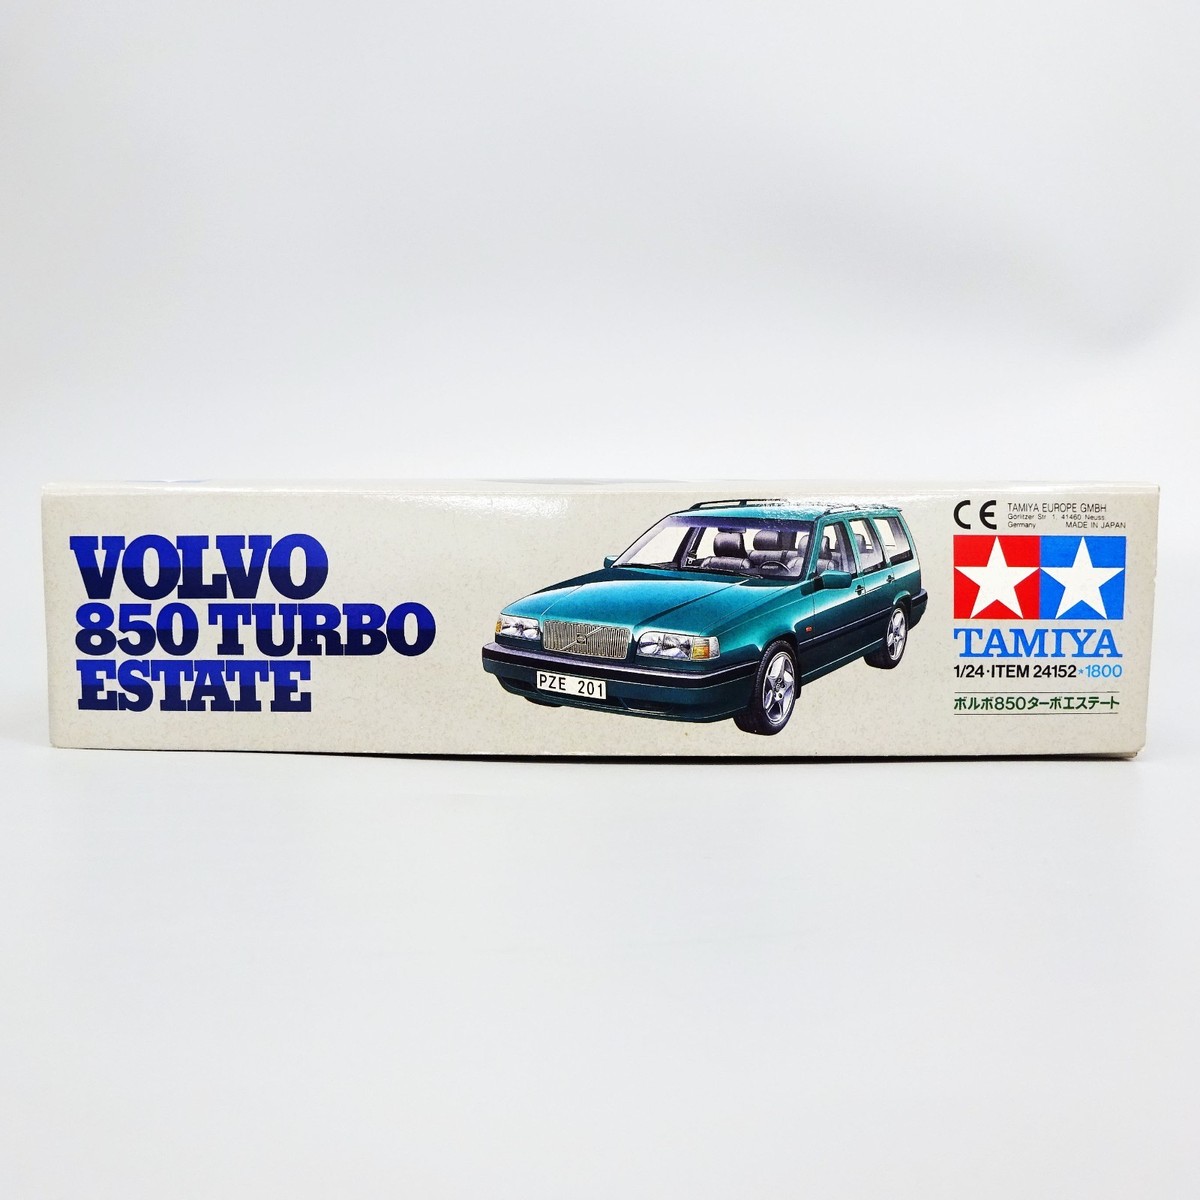 VOLVO
850 TURBO
ESTATE
PZE 201
CE TAMIYA EUROPE GMBH
Görlitzer Str. 1, 41460 Neuss
Germany MADE IN JAPAN
TAMIYA
1/24・ITEM 24152★1800
ボルボ850ターボエステート